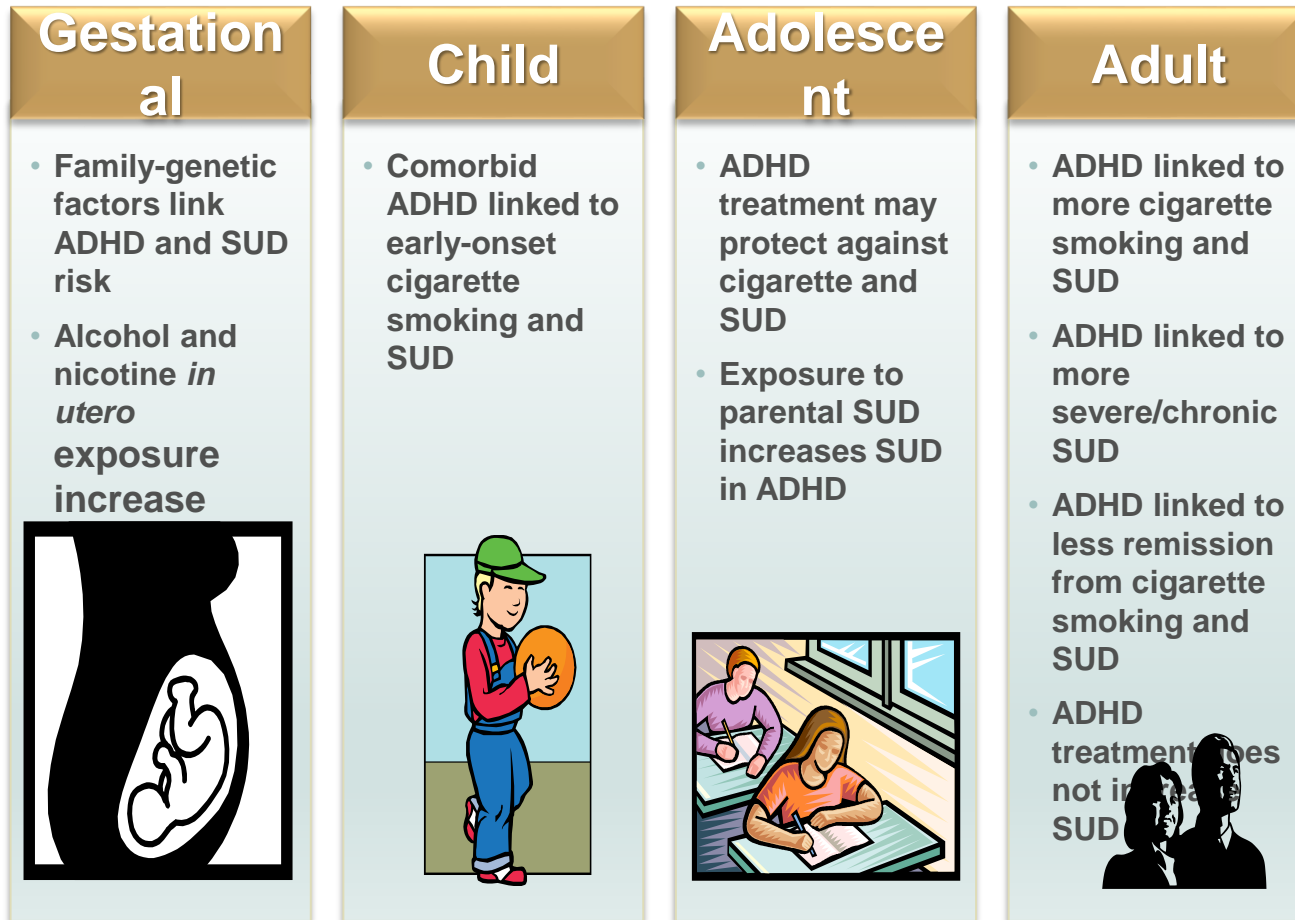 Gestation
al
• Family-genetic
factors link
ADHD and SUD
risk
• Alcohol and
nicotine in
utero
exposure
increase
Child
• Comorbid
ADHD linked to
early-onset
cigarette
smoking and
SUD
Adolesce
nt
• ADHD
treatment may
protect against
cigarette and
SUD
• Exposure to
parental SUD
increases SUD
in ADHD
Adult
• ADHD linked to
more cigarette
smoking and
SUD
• ADHD linked to
more
severe/chronic
SUD
• ADHD linked to
less remission
from cigarette
smoking and
SUD
• ADHD
treatment does
not increase
SUD